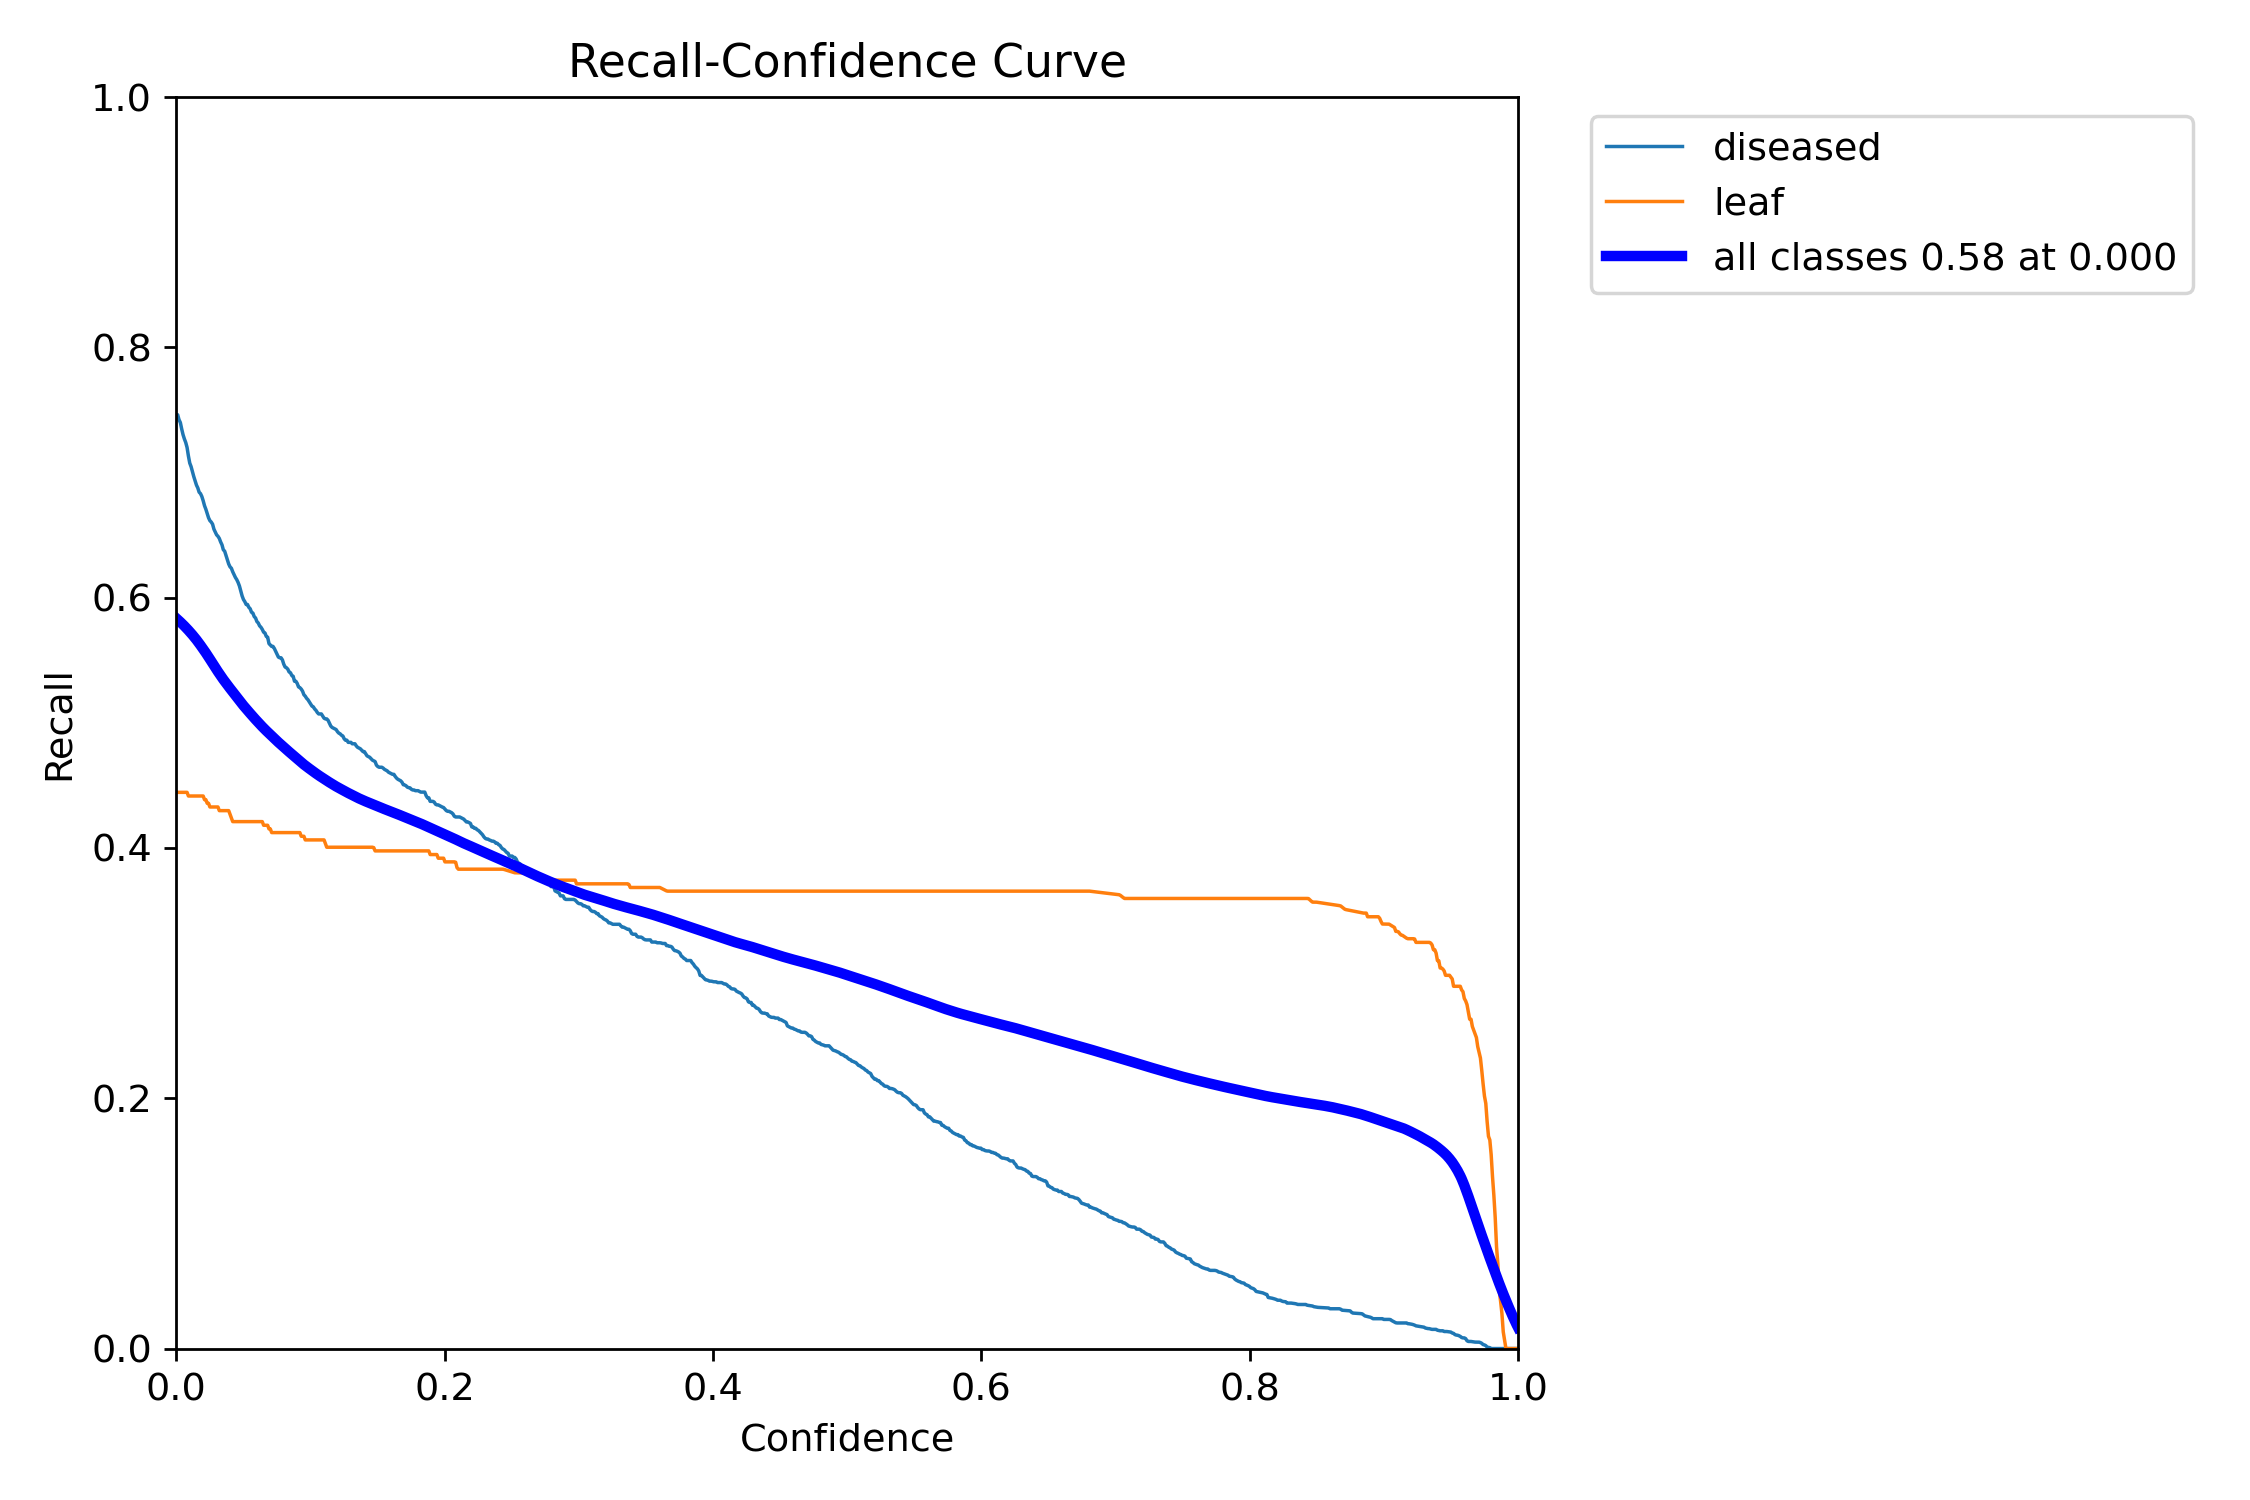 Recall-Confidence Curve
1.0
0.8
0.6
0.4
0.2
0.0
Recall
0.0 0.2 0.4 0.6 0.8 1.0
Confidence
diseased
leaf
all classes 0.58 at 0.000